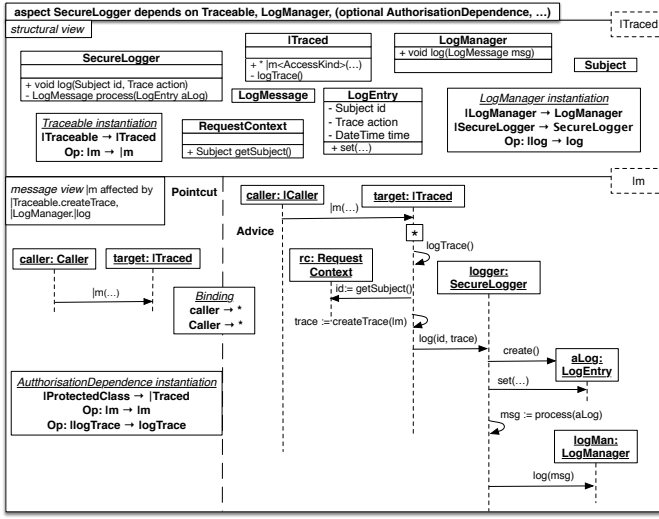 aspect SecureLogger depends on Traceable, LogManager, (optional AuthorisationDependence, …)
structural view
|Traced
SecureLogger
+ void log(Subject id, Trace action)
- LogMessage process(LogEntry aLog)
|Traced
+ * |m<AccessKind>(…)
- logTrace()
LogManager
+ void log(LogMessage msg)
Subject
LogMessage
LogEntry
- Subject id
- Trace action
- DateTime time
+ set(…)
Traceable instantiation
|Traceable → |Traced
Op: |m → |m
RequestContext
+ Subject getSubject()
LogManager instantiation
|LogManager → LogManager
|SecureLogger → SecureLogger
Op: |log → log
|m
message view |m affected by
|Traceable.createTrace,
|LogManager.|log
Pointcut
Advice
caller: |Caller
target: |Traced
|m(…)
*
logTrace()
caller: Caller
target: |Traced
|m(…)
rc: Request
Context
logger:
SecureLogger
id:= getSubject()
Binding
caller → *
Caller → *
trace :=createTrace(|m)
log(id, trace)
create()
aLog:
LogEntry
set(…)
AutthorisationDependence instantiation
|ProtectedClass → |Traced
Op: |m → |m
Op: |logTrace → logTrace
msg := process(aLog)
logMan:
LogManager
log(msg)